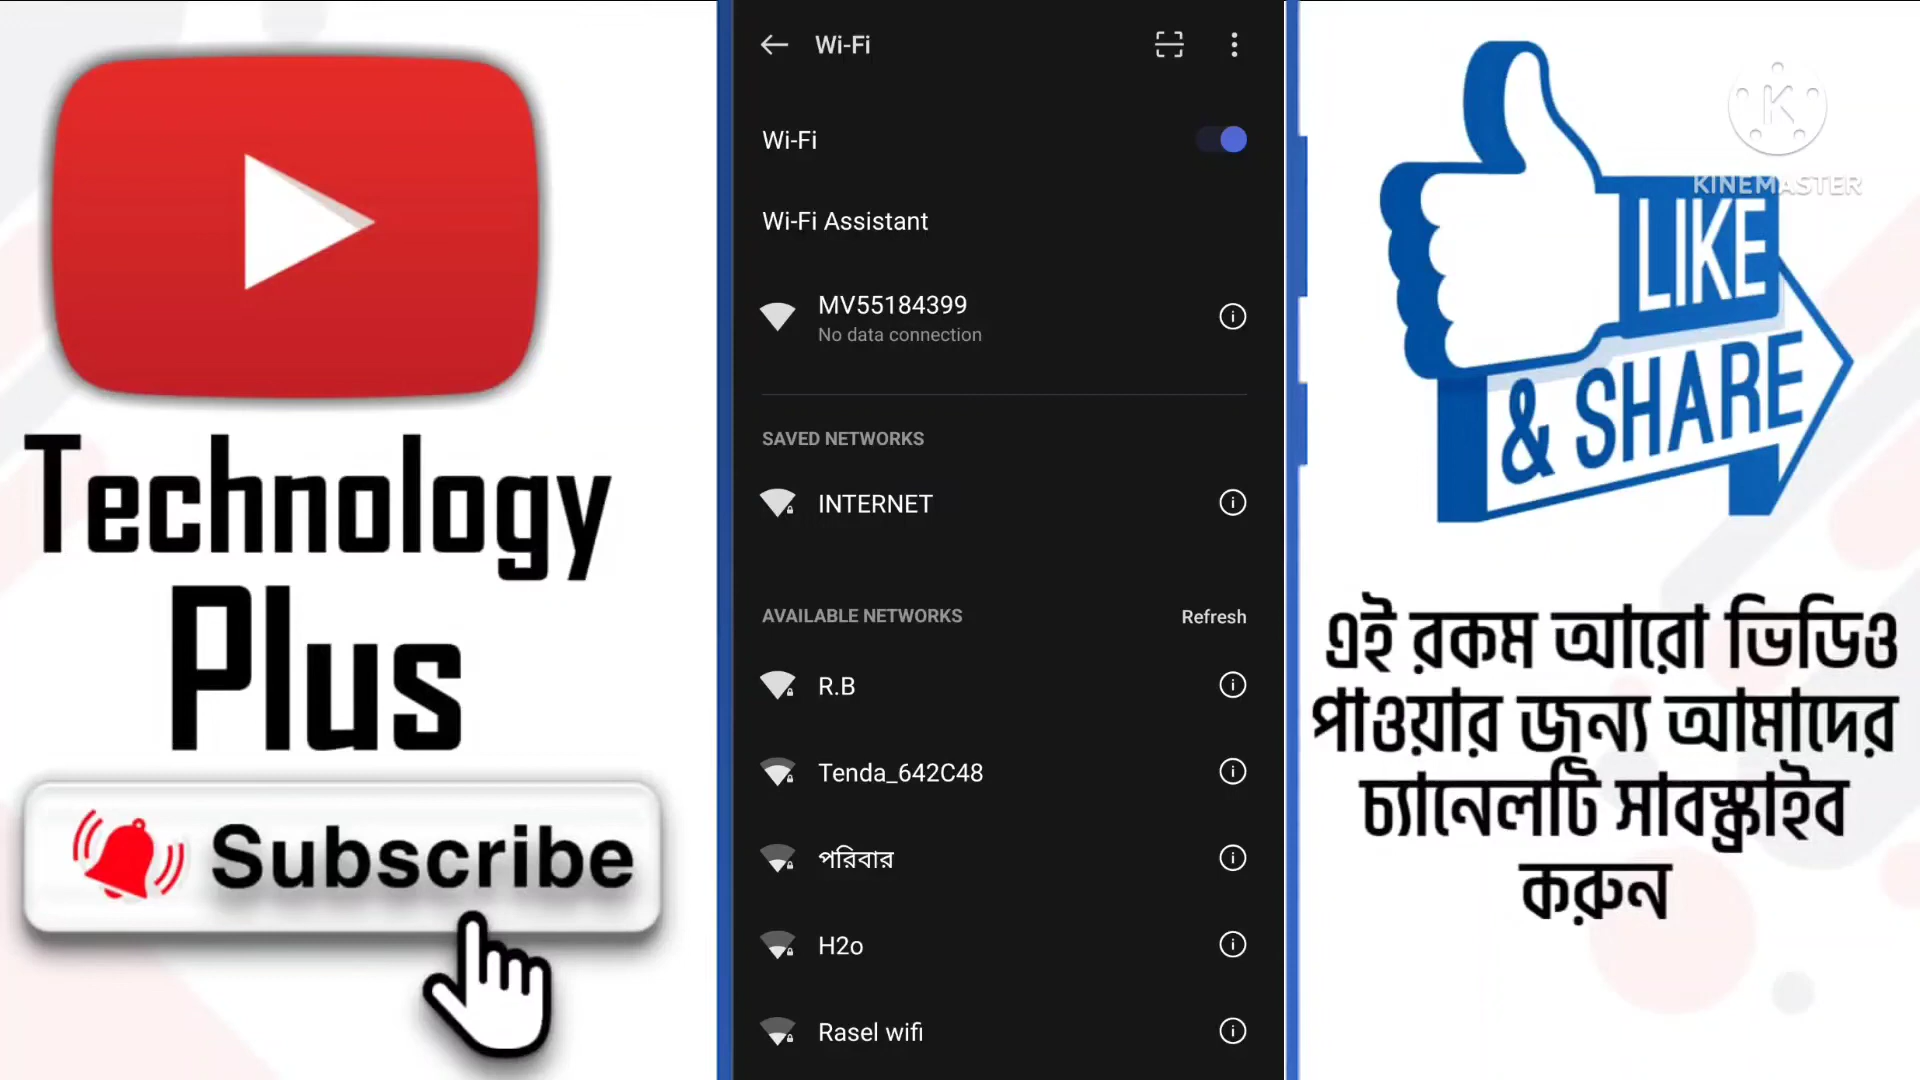 Technology
Plus
Subscribe
Wi-Fi
Wi-Fi
Wi-Fi Assistant
MV55184399
No data connection
SAVED NETWORKS
INTERNET
AVAILABLE NETWORKS Refresh
R.B
Tenda_642C48
পরিবার
H2o
Rasel wifi
K
KINEMASTER
LIKE
& SHARE
এই রকম আরো ভিডিও
পাওয়ার জন্য আমাদের
চ্যানেলটি সাবস্ক্রাইব
করুন